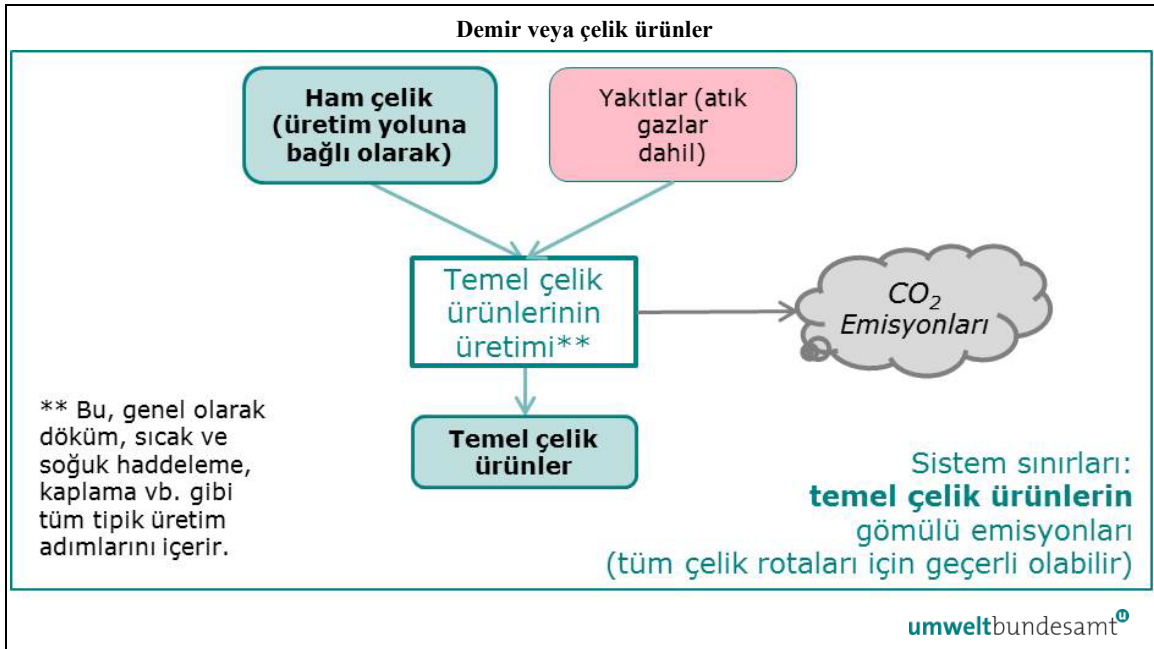 Demir veya çelik ürünler
Ham çelik
(üretim yoluna
bağlı olarak)
Yakıtlar (atık
gazlar
dahil)
Temel çelik
ürünlerinin
üretimi**
CO₂
Emisyonları
Temel çelik
ürünler
** Bu, genel olarak
döküm, sıcak ve
soğuk haddeleme,
kaplama vb. gibi
tüm tipik üretim
adımlarını içerir.
Sistem sınırları:
temel çelik ürünlerin
gömülü emisyonları
(tüm çelik rotaları için geçerli olabilir)
umweltbundesamt